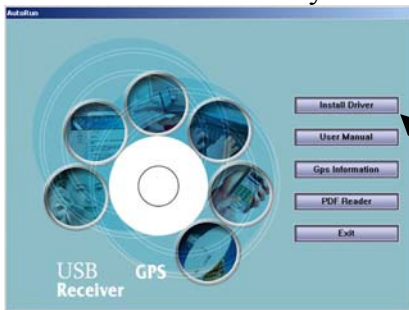 AutoRun
Install Driver
User Manual
Gps Information
PDF Reader
Exit
USB GPS
Receiver